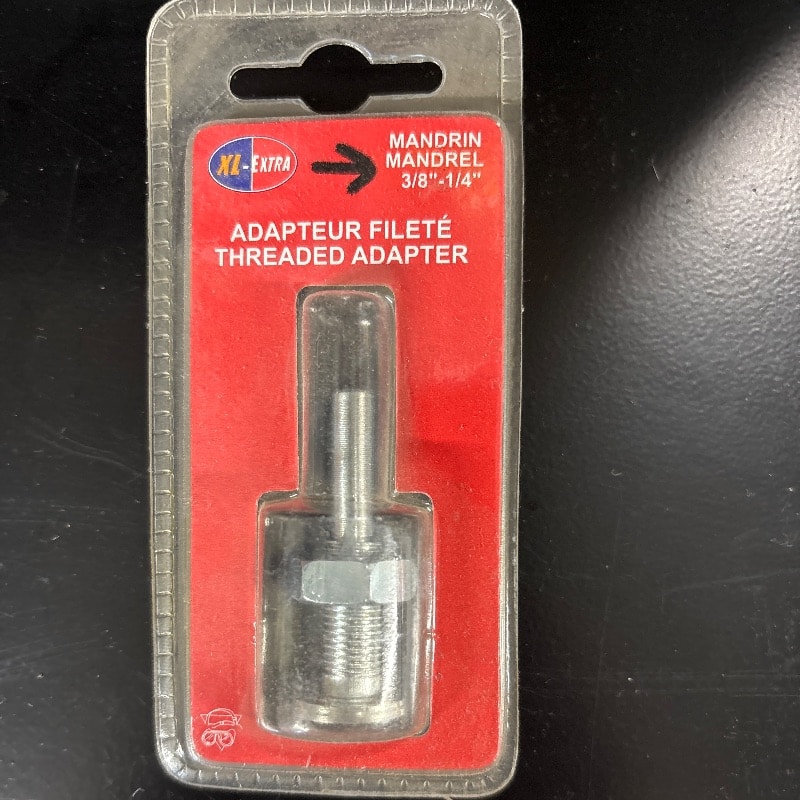 XL-EXTRA
MANDRIN
MANDREL
3/8"-1/4"
ADAPTEUR FILETÉ
THREADED ADAPTER